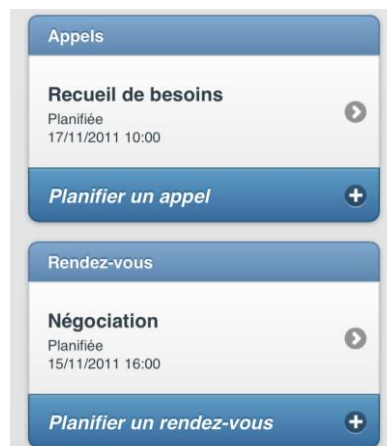 Appels
Recueil de besoins
Planifiée
17/11/2011 10:00
Planifier un appel
Rendez-vous
Négociation
Planifiée
15/11/2011 16:00
Planifier un rendez-vous